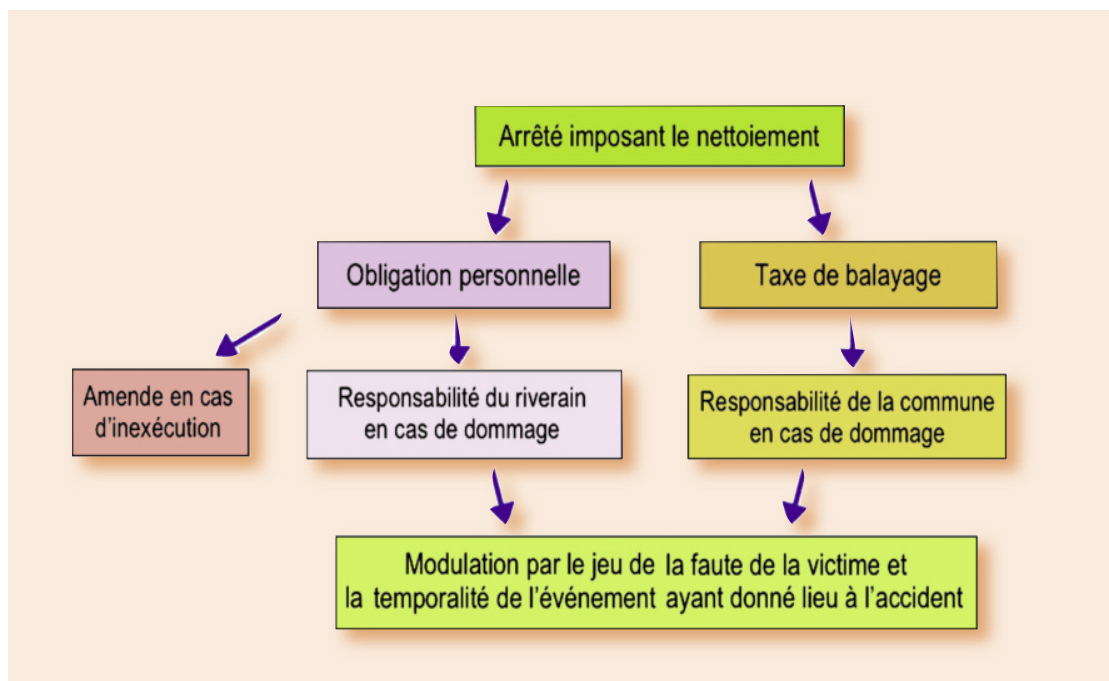 Arrêté imposant le nettoiement
Obligation personnelle
Taxe de balayage
Amende en cas
d'inexécution
Responsabilité du riverain
en cas de dommage
Responsabilité de la commune
en cas de dommage
Modulation par le jeu de la faute de la victime et
la temporalité de l'événement ayant donné lieu à l'accident